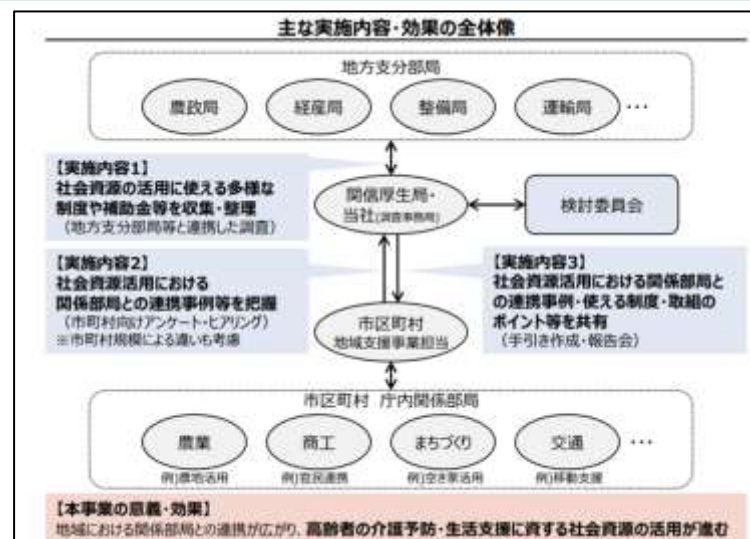 主な実施内容・効果の全体像
地方支分部局
農政局
経産局
整備局
運輸局
…
【実施内容1】
社会資源の活用に使える多様な
制度や補助金等を収集・整理
（地方支分部局等と連携した調査）
関信厚生局・
当社(調査事務局)
検討委員会
【実施内容2】
社会資源活用における
関係部局との連携事例等を把握
（市町村向けアンケート・ヒアリング）
※市町村規模による違いも考慮
【実施内容3】
社会資源活用における関係部局と
の連携事例・使える制度・取組の
ポイント等を共有
（手引き作成・報告会）
市区町村
地域支援事業担当
市区町村 庁内関係部局
農業
商工
まちづくり
交通
…
例)農地活用
例)官民連携
例)空き家活用
例)移動支援
【本事業の意義・効果】
地域における関係部局との連携が広がり、高齢者の介護予防・生活支援に資する社会資源の活用が進む